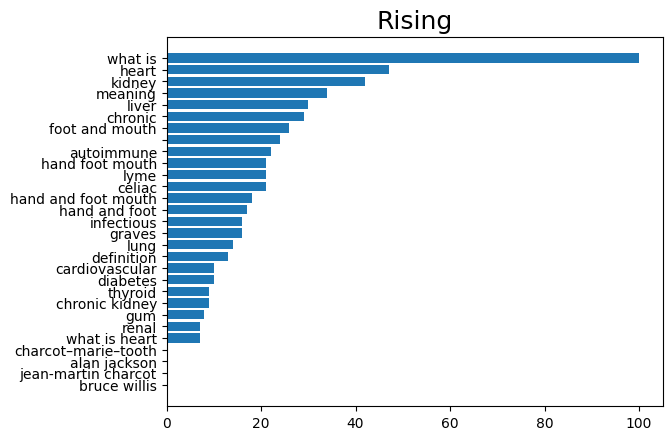 Rising
what is
heart
kidney
meaning
liver
chronic
foot and mouth
autoimmune
hand foot mouth
lyme
celiac
hand and foot mouth
hand and foot
infectious
graves
lung
definition
cardiovascular
diabetes
thyroid
chronic kidney
gum
renal
what is heart
charcot–marie–tooth
alan jackson
jean-martin charcot
bruce willis
0 20 40 60 80 100